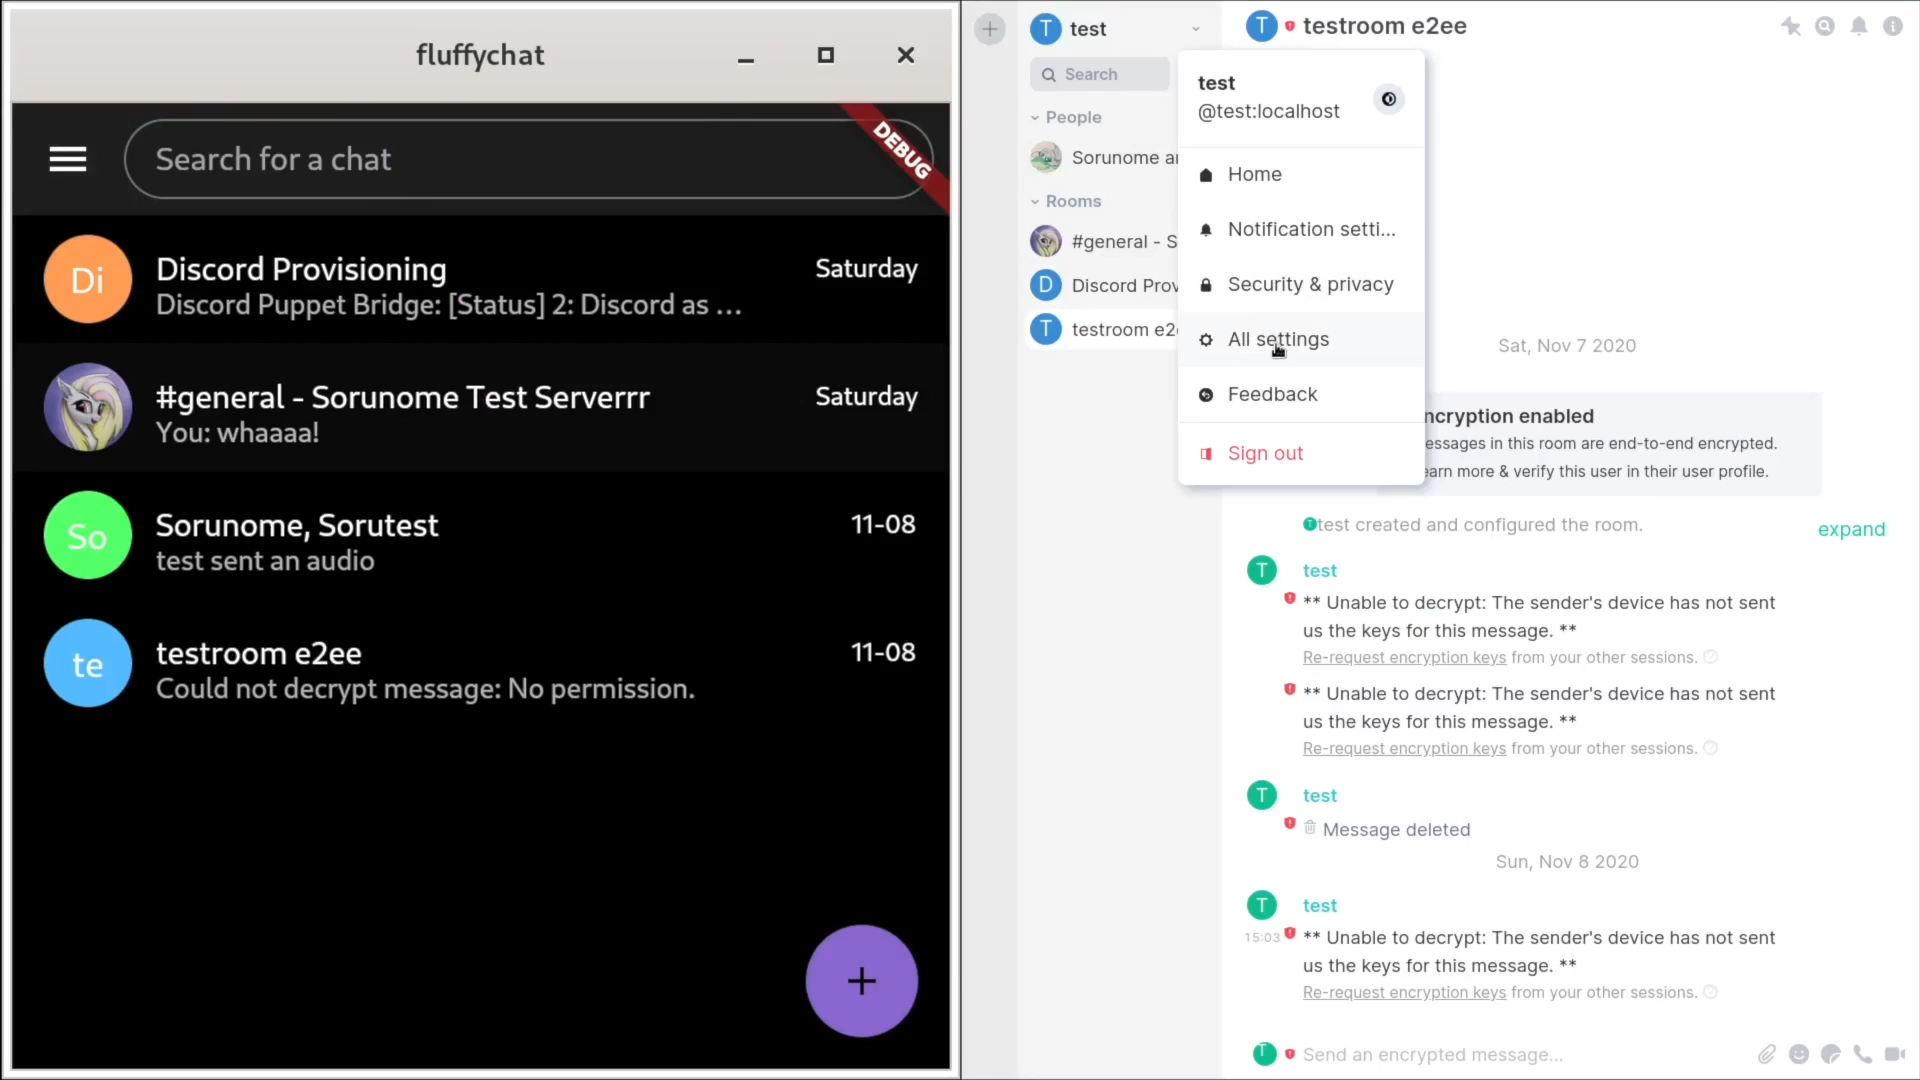 fluffychat
Search for a chat
DEBUG
Di
Discord Provisioning
Saturday
Discord Puppet Bridge: [Status] 2: Discord as ...
#general - Sorunome Test Serverrr
Saturday
You: whaaaa!
So
Sorunome, Sorutest
11-08
test sent an audio
te
testroom e2ee
11-08
Could not decrypt message: No permission.
T test
Search
People
Sorunome
Rooms
#general - S
D Discord Prov
T testroom e2
test
@test:localhost
Home
Notification setti...
Security & privacy
All settings
Feedback
Sign out
T testroom e2ee
Sat, Nov 7 2020
ncryption enabled
essages in this room are end-to-end encrypted.
earn more & verify this user in their user profile.
T test created and configured the room.
expand
T test
** Unable to decrypt: The sender's device has not sent
us the keys for this message. **
Re-request encryption keys from your other sessions.
** Unable to decrypt: The sender's device has not sent
us the keys for this message. **
Re-request encryption keys from your other sessions.
T test
Message deleted
Sun, Nov 8 2020
T test
15:03 ** Unable to decrypt: The sender's device has not sent
us the keys for this message. **
Re-request encryption keys from your other sessions.
T Send an encrypted message...